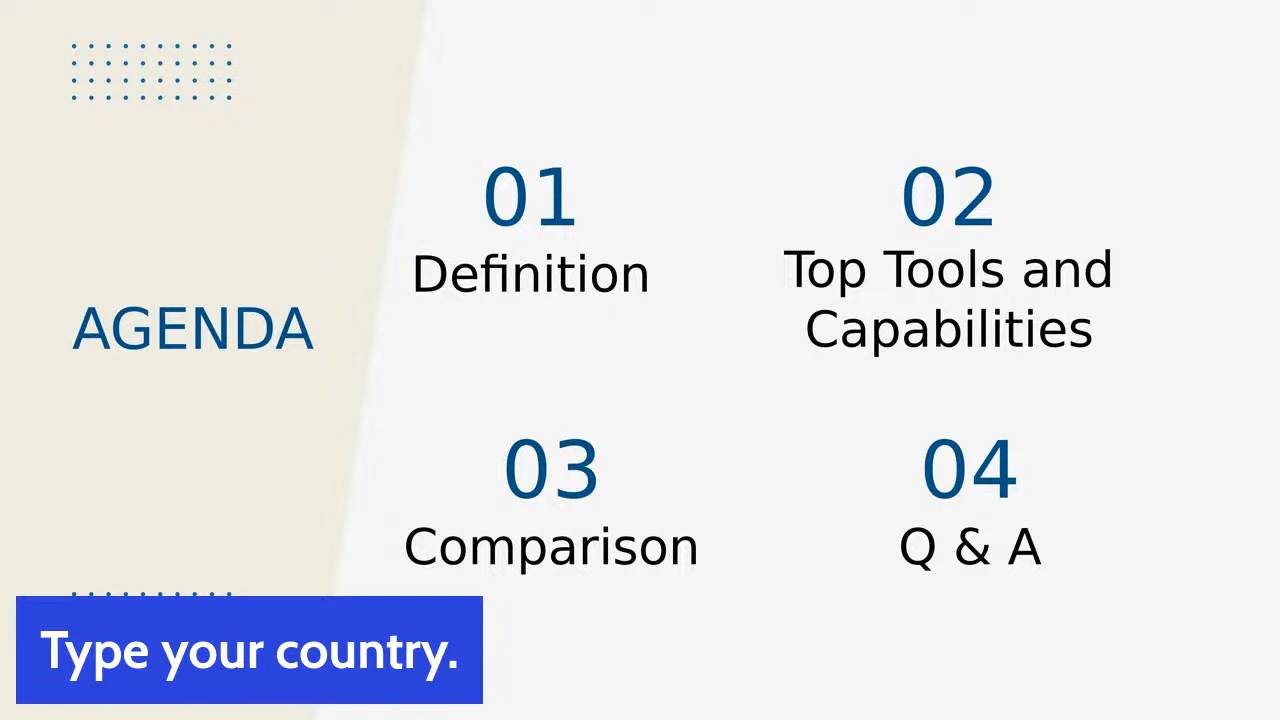 AGENDA
01
Definition
02
Top Tools and
Capabilities
03
Comparison
04
Q & A
Type your country.